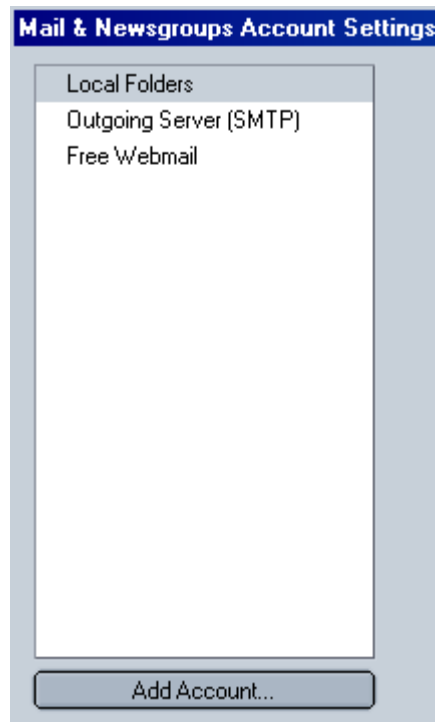 Mail & Newsgroups Account Settings
Local Folders
Outgoing Server (SMTP)
Free Webmail
Add Account...